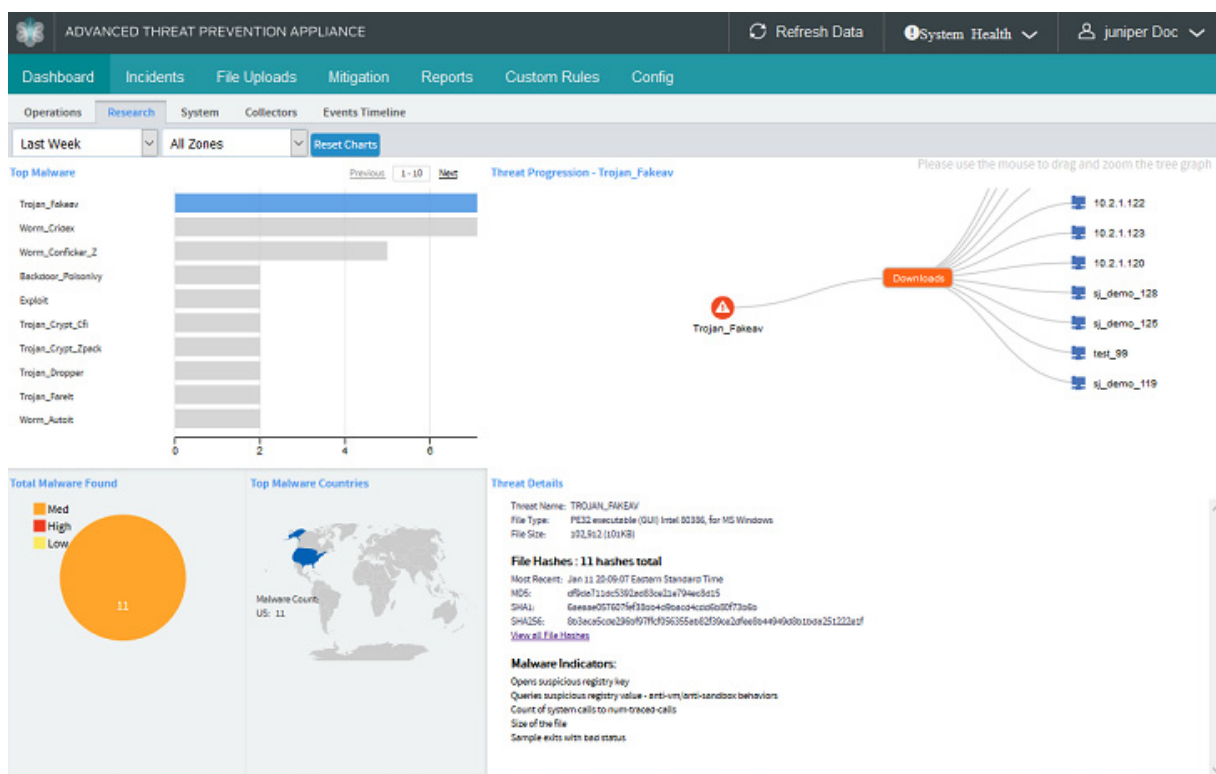 ADVANCED THREAT PREVENTION APPLIANCE
Refresh Data
System Health
juniper Doc
Dashboard Incidents File Uploads Mitigation Reports Custom Rules Config
Operations Research System Collectors Events Timeline
Last Week
All Zones
Reset Charts
Top Malware
Previous 1-10 Next
Trojan_Fakeav
Worm_Cridex
Worm_Conficker_Z
Backdoor_PoisonIvy
Exploit
Trojan_Crypt_Cfi
Trojan_Crypt_Zpack
Trojan_Dropper
Trojan_Fareit
Worm_Autoit
0 2 4 6
Threat Progression - Trojan_Fakeav
Please use the mouse to drag and zoom the tree graph
Trojan_Fakeav
Downloads
10.2.1.122
10.2.1.123
10.2.1.120
sj_demo_128
sj_demo_126
test_99
sj_demo_119
Total Malware Found
Med
High
Low
11
Top Malware Countries
Malware Count:
US: 11
Threat Details
Threat Name: TROJAN_FAKEAV
File Type: PE32 executable (GUI) Intel 80386, for MS Windows
File Size: 102,912 (101KB)
File Hashes : 11 hashes total
Most Recent: Jan 11 20:09:07 Eastern Standard Time
MD5:
SHA1:
SHA256:
View all File Hashes
Malware Indicators:
Opens suspicious registry key
Queries suspicious registry value - anti-vm/anti-sandbox behaviors
Count of system calls to num-traced-calls
Size of the file
Sample exits with bad status